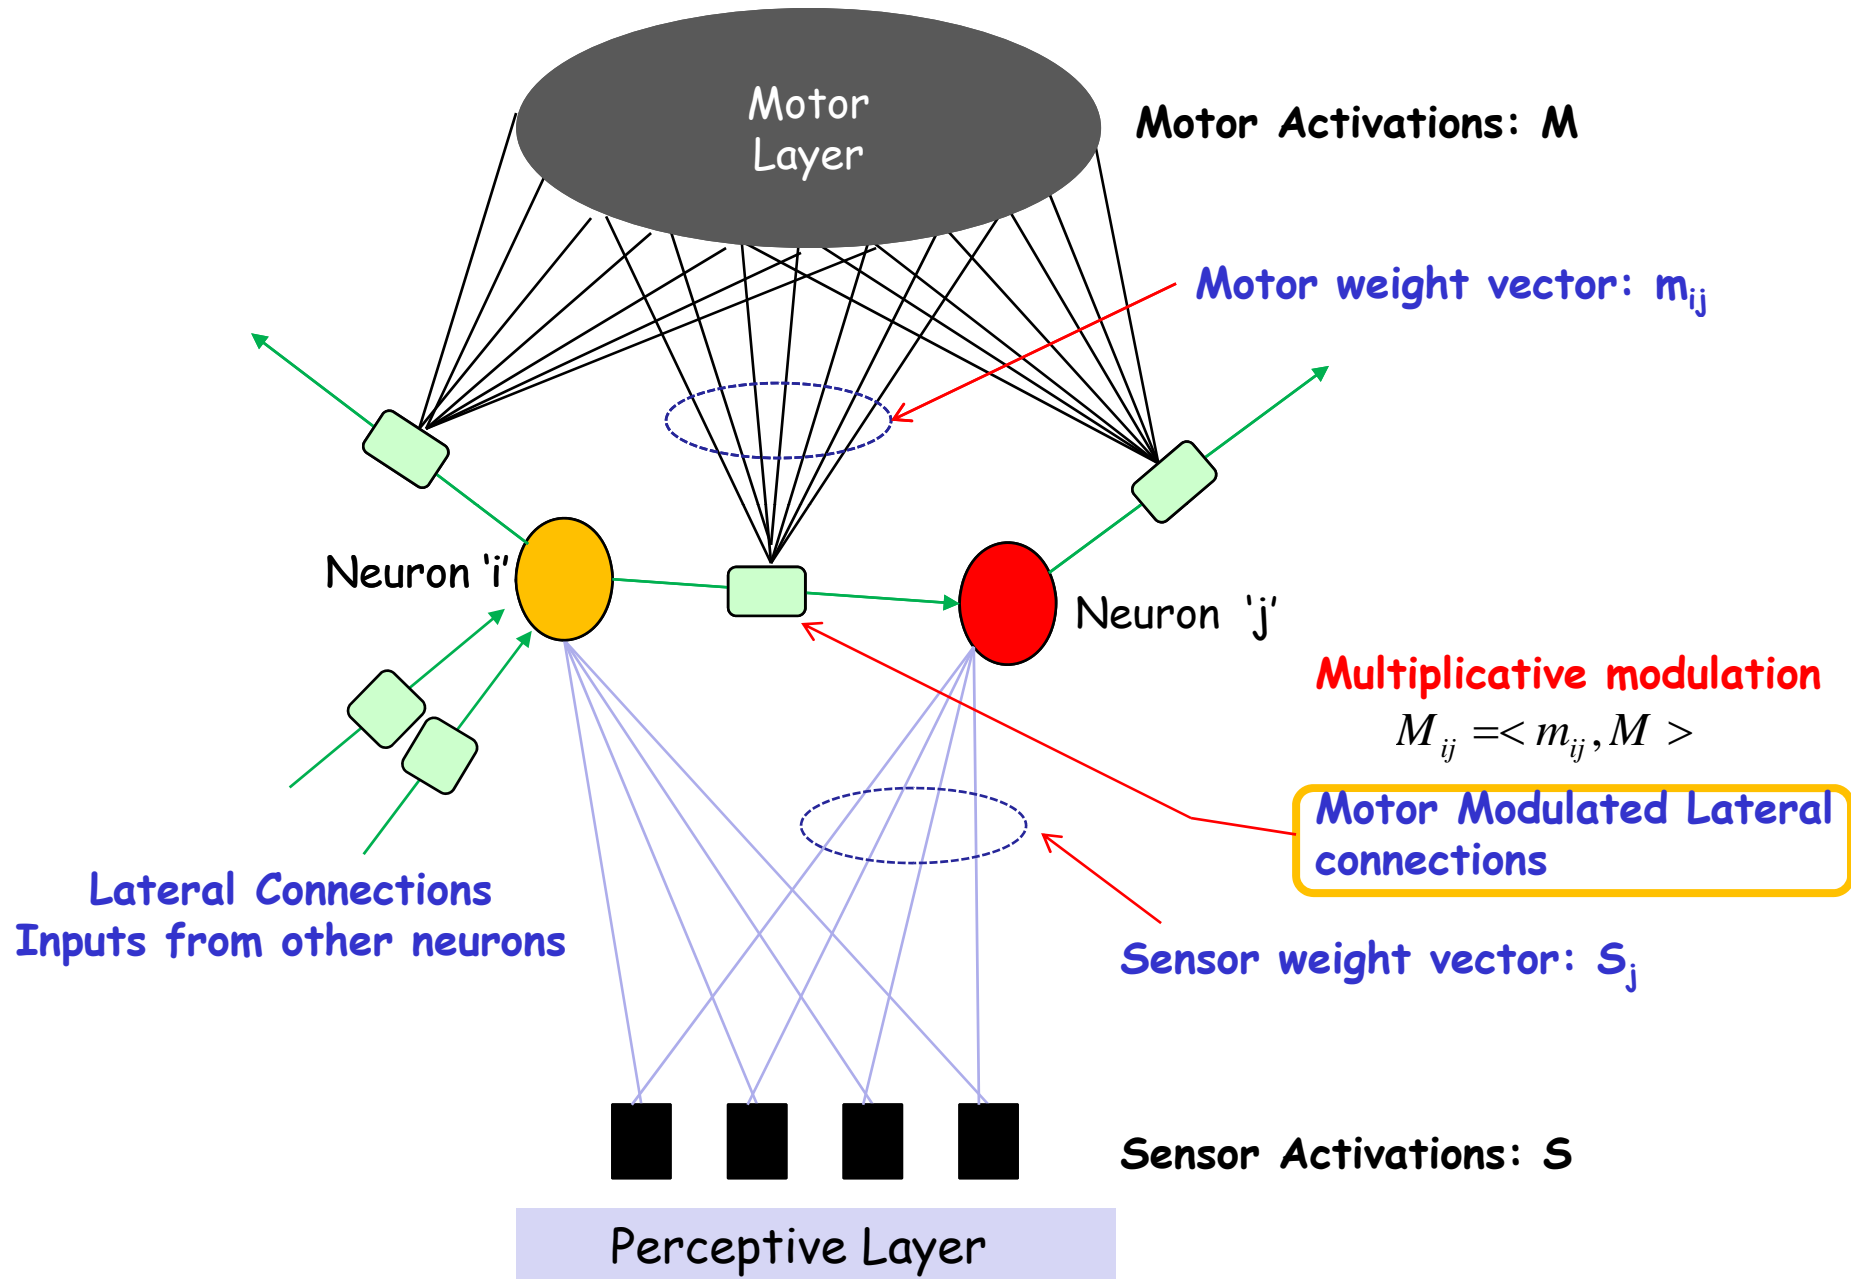 Motor
Layer
Motor Activations: M
Motor weight vector: mij
Neuron ‘i’
Neuron ‘j’
Multiplicative modulation
Mij =< mij, M >
Motor Modulated Lateral
connections
Lateral Connections
Inputs from other neurons
Sensor weight vector: Sj
Sensor Activations: S
Perceptive Layer